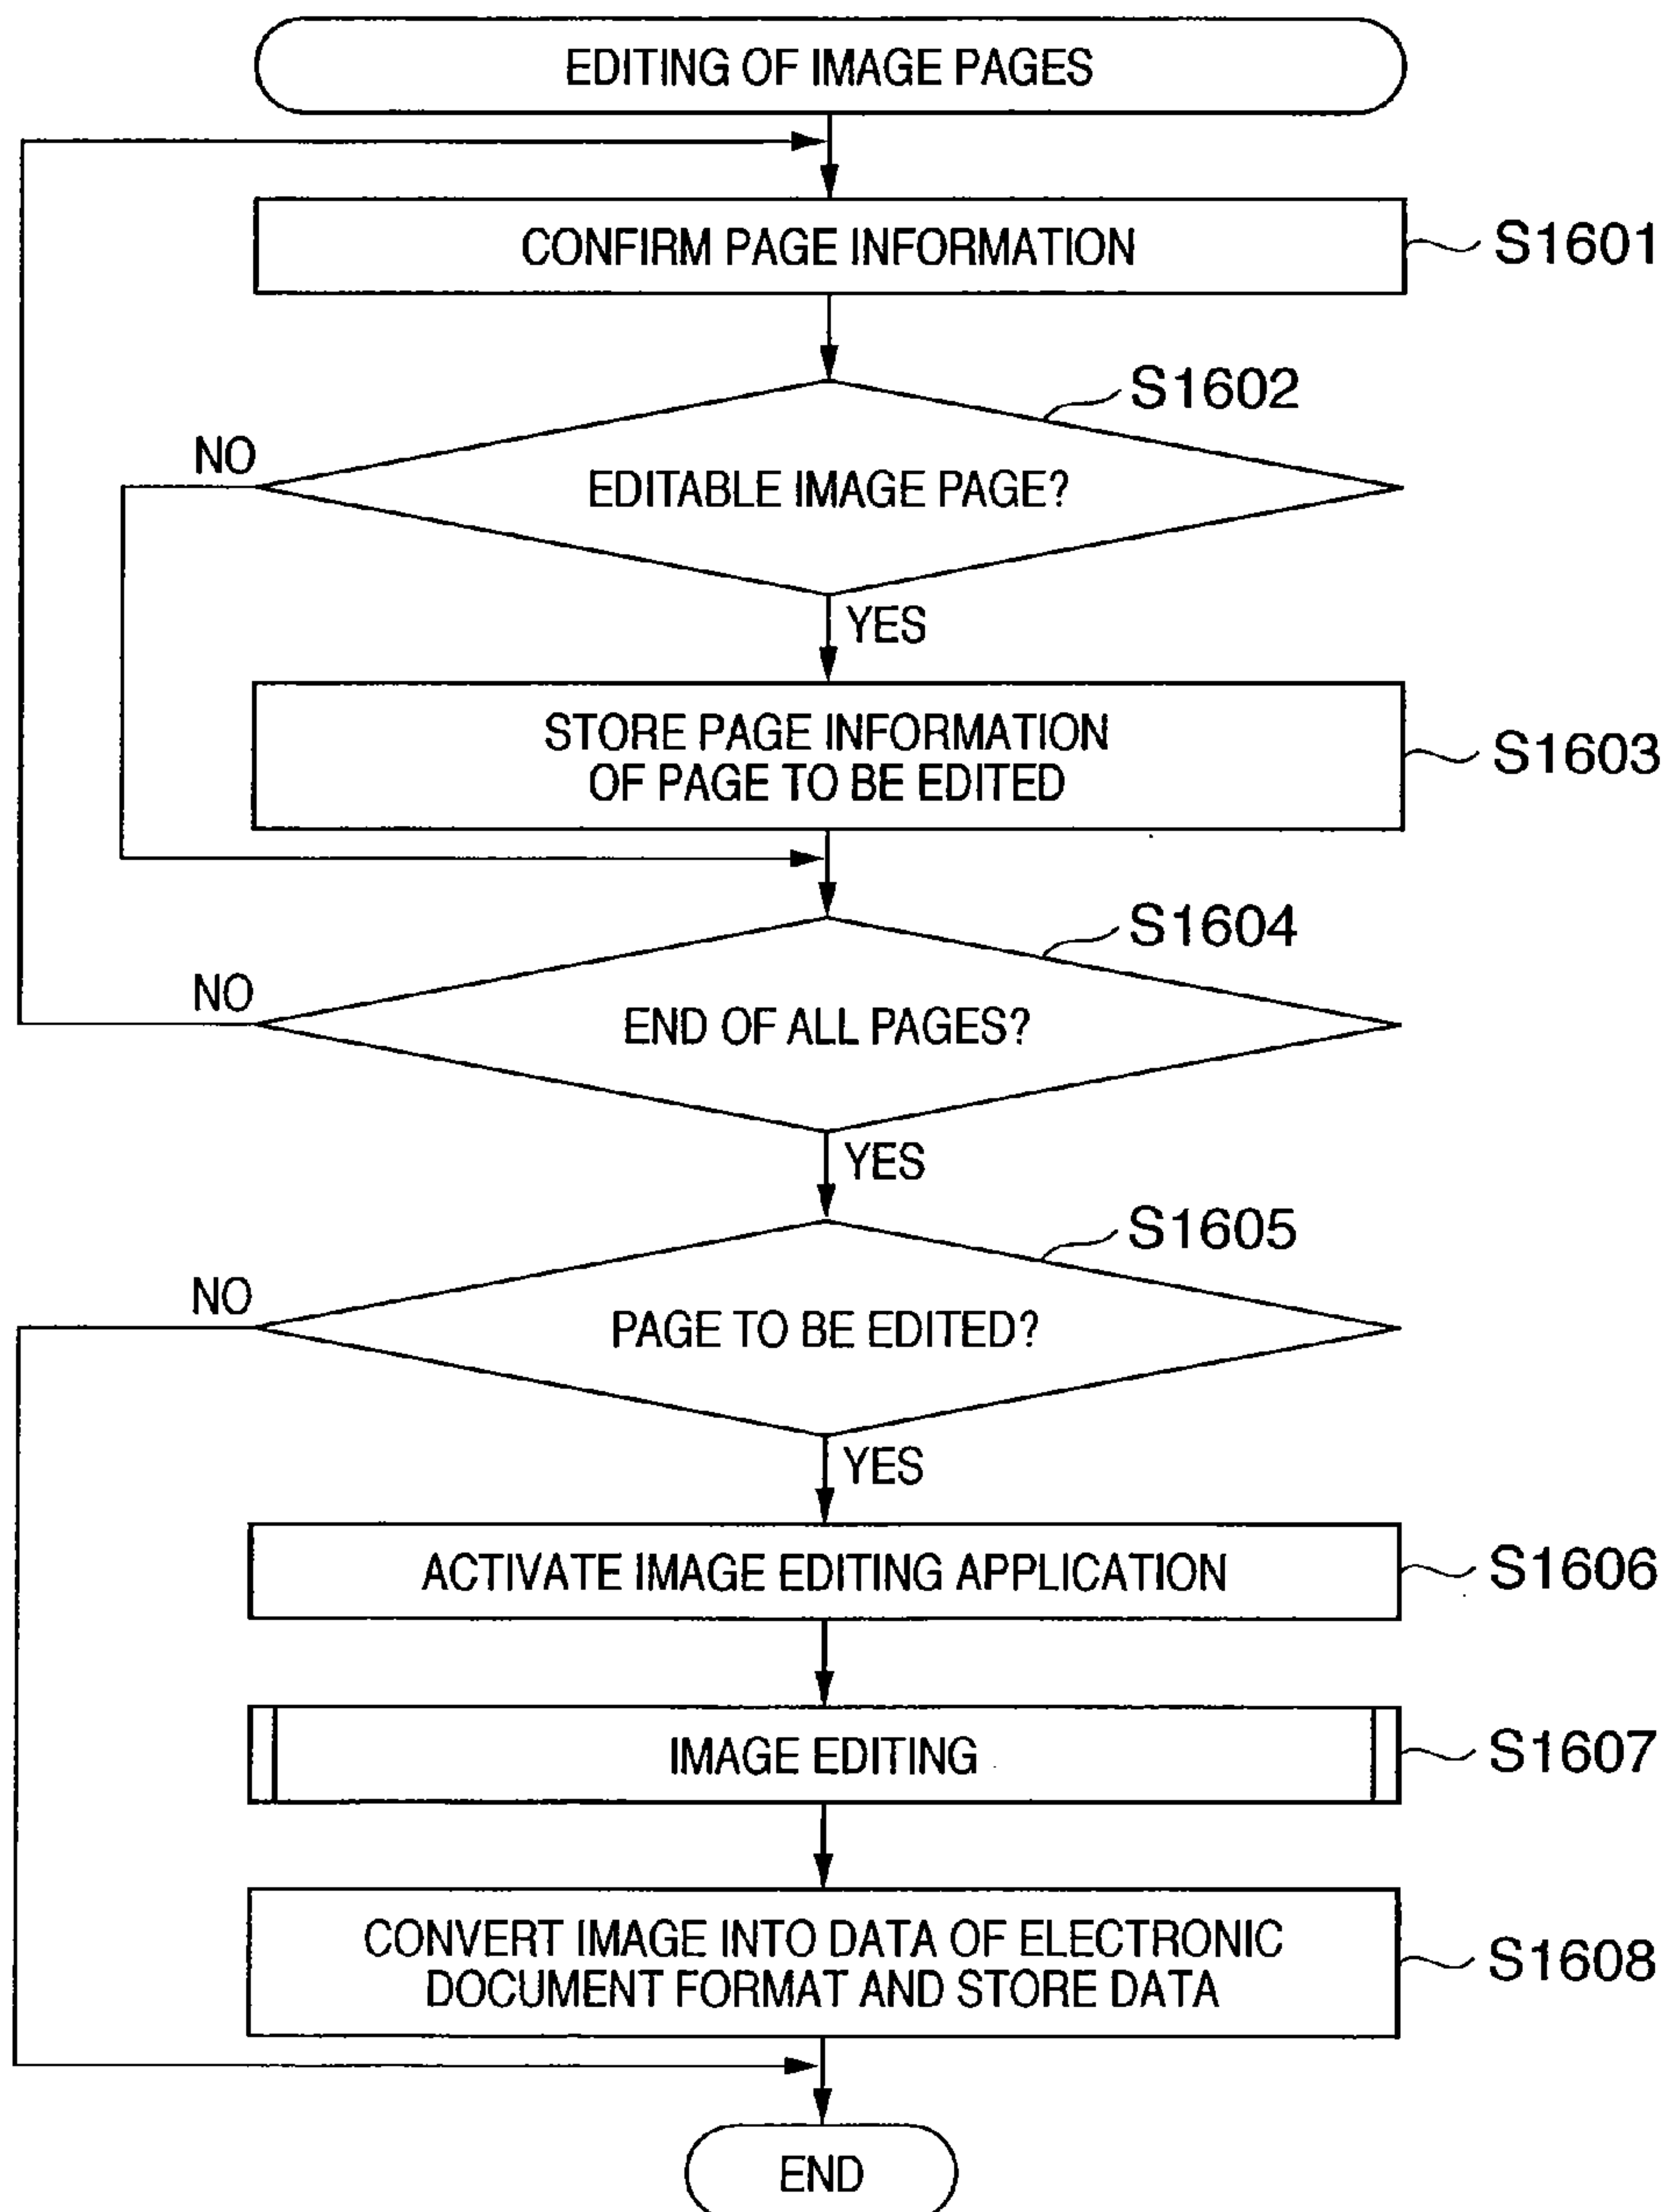 EDITING OF IMAGE PAGES
CONFIRM PAGE INFORMATION
S1601
S1602
NO
EDITABLE IMAGE PAGE?
YES
STORE PAGE INFORMATION
OF PAGE TO BE EDITED
S1603
S1604
NO
END OF ALL PAGES?
YES
S1605
NO
PAGE TO BE EDITED?
YES
ACTIVATE IMAGE EDITING APPLICATION
S1606
IMAGE EDITING
S1607
CONVERT IMAGE INTO DATA OF ELECTRONIC
DOCUMENT FORMAT AND STORE DATA
S1608
END